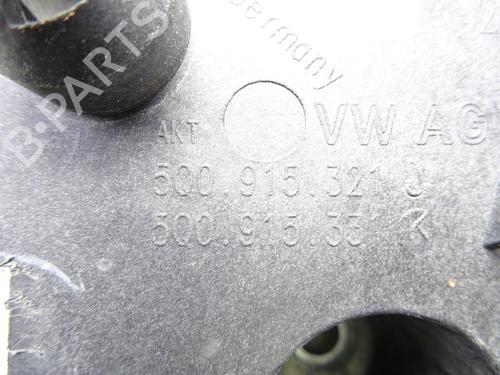 Germany
AKT VW AG
5Q0.915.321 J
5Q0.915.33 K
B-PARTS